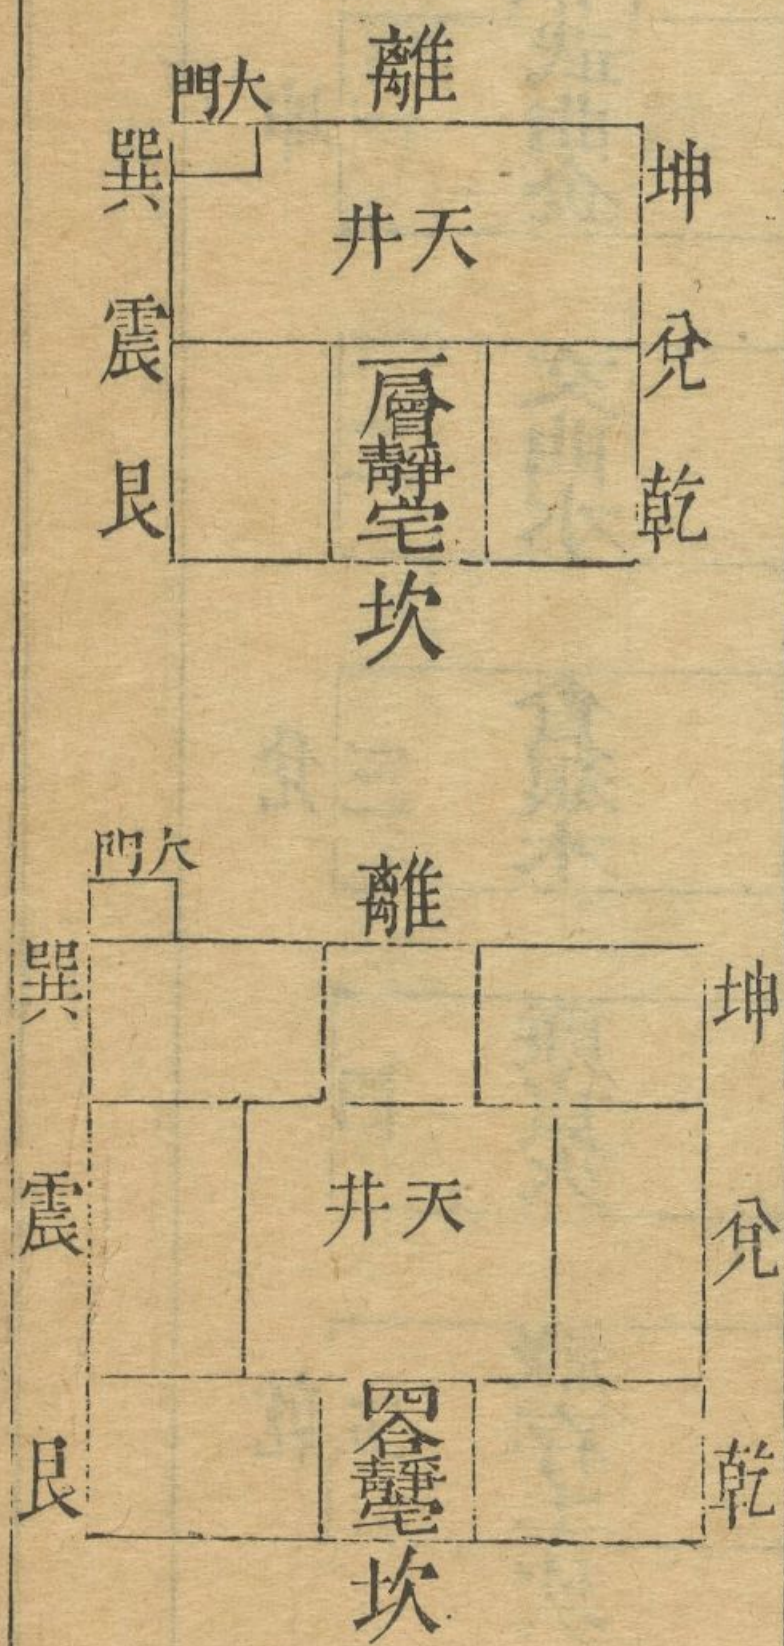 離
大門
巽
坤
天井
震
兌
一層靜宅
艮
乾
坎
大門
離
巽
坤
天井
震
兌
四合靜宅
艮
乾
坎